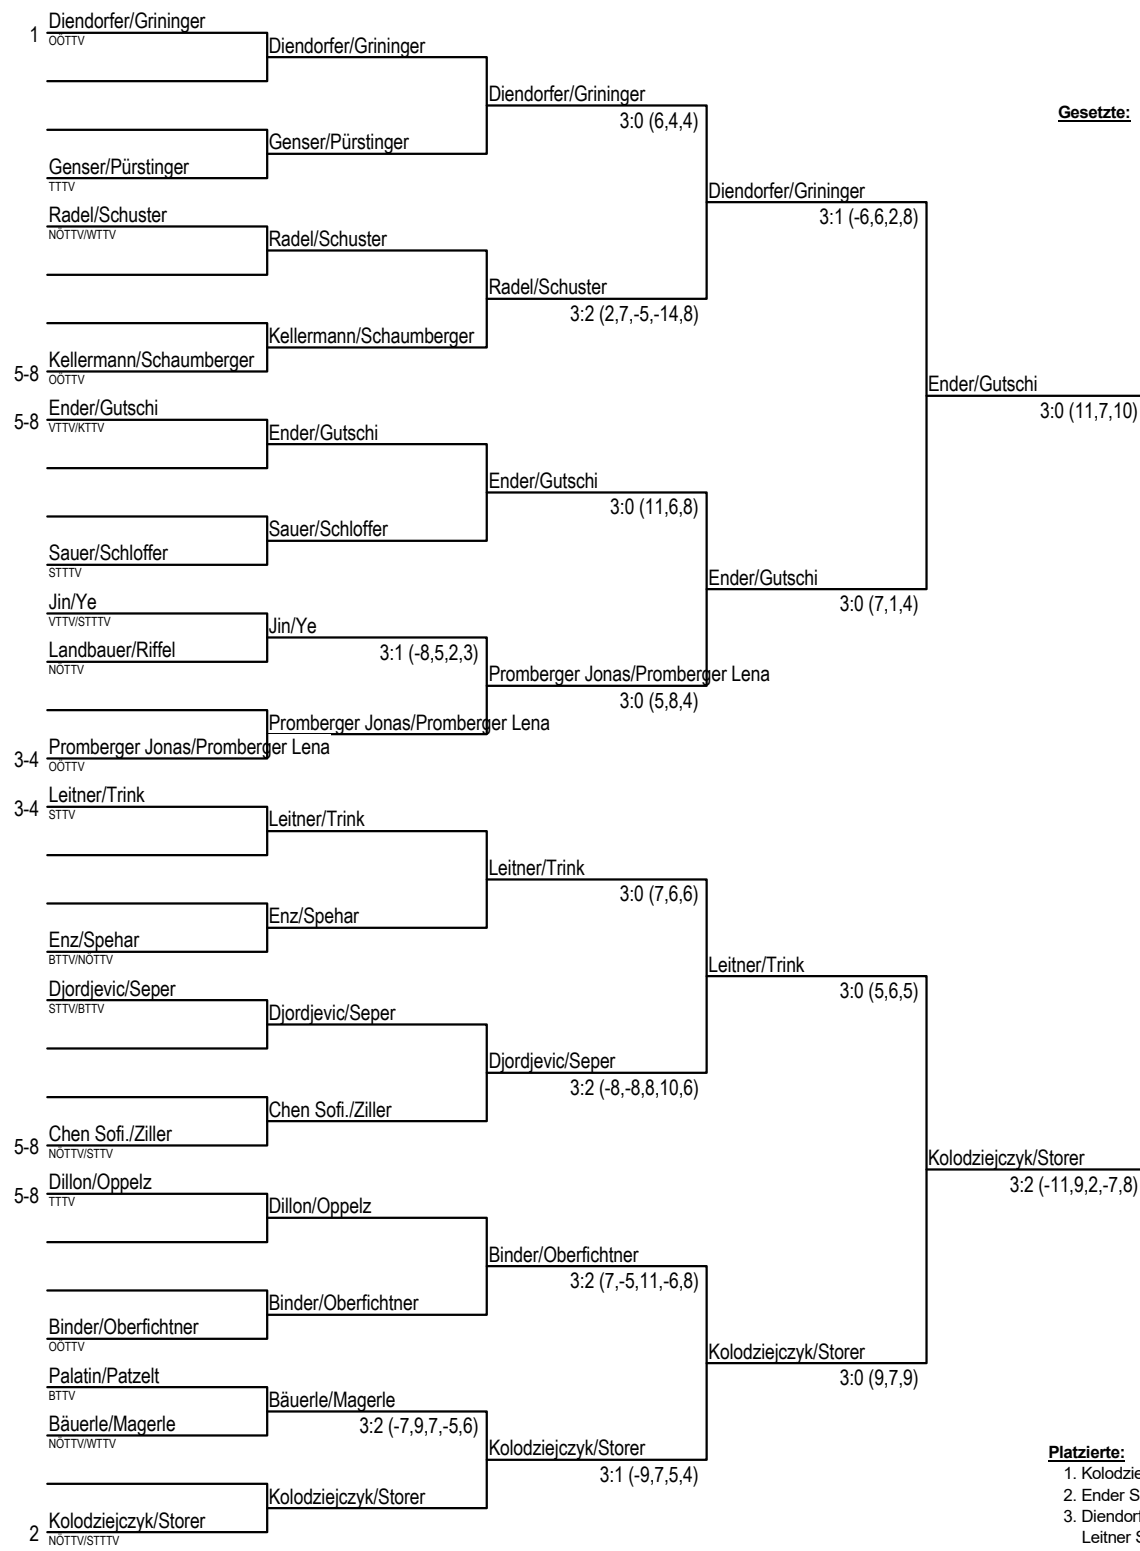 1 Diendorfer/Grininger
OÖTTV
Diendorfer/Grininger
Diendorfer/Grininger
3:0 (6,4,4)
Gesetzte:
Genser/Pürstinger
Genser/Pürstinger
TTTV
Diendorfer/Grininger
3:1 (-6,6,2,8)
Radel/Schuster
NÖTTV/WTTV
Radel/Schuster
Radel/Schuster
3:2 (2,7,-5,-14,8)
Kellermann/Schaumberger
5-8 Kellermann/Schaumberger
OÖTTV
Ender/Gutschi
3:0 (11,7,10)
5-8 Ender/Gutschi
VTTV/KTTV
Ender/Gutschi
Ender/Gutschi
3:0 (11,6,8)
Sauer/Schloffer
Sauer/Schloffer
STTTV
Ender/Gutschi
3:0 (7,1,4)
Jin/Ye
VTTV/STTTV
Jin/Ye
3:1 (-8,5,2,3)
Landbauer/Riffel
NÖTTV
Promberger Jonas/Promberger Lena
3:0 (5,8,4)
Promberger Jonas/Promberger Lena
3-4 Promberger Jonas/Promberger Lena
OÖTTV
3-4 Leitner/Trink
STTV
Leitner/Trink
Leitner/Trink
3:0 (7,6,6)
Enz/Spehar
Enz/Spehar
BTTV/NÖTTV
Leitner/Trink
3:0 (5,6,5)
Djordjevic/Seper
STTV/BTTV
Djordjevic/Seper
Djordjevic/Seper
3:2 (-8,-8,8,10,6)
Chen Sofi./Ziller
5-8 Chen Sofi./Ziller
NÖTTV/STTV
Kolodziejczyk/Storer
3:2 (-11,9,2,-7,8)
5-8 Dillon/Oppelz
TTTV
Dillon/Oppelz
Binder/Oberfichtner
3:2 (7,-5,11,-6,8)
Binder/Oberfichtner
Binder/Oberfichtner
OÖTTV
Kolodziejczyk/Storer
3:0 (9,7,9)
Palatin/Patzelt
BTTV
Bäuerle/Magerle
3:2 (-7,9,7,-5,6)
Bäuerle/Magerle
NÖTTV/WTTV
Kolodziejczyk/Storer
3:1 (-9,7,5,4)
Kolodziejczyk/Storer
2 Kolodziejczyk/Storer
NÖTTV/STTTV
Platzierte:
1. Kolodzie
2. Ender S
3. Diendorf
Leitner S